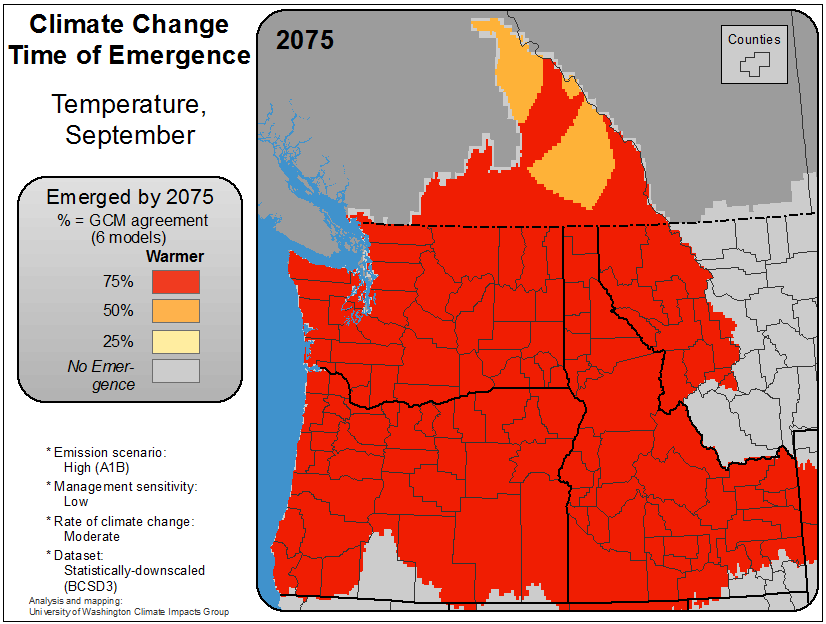 Climate Change
Time of Emergence
Temperature,
September
Emerged by 2075
% = GCM agreement
(6 models)
Warmer
75%
50%
25%
No Emer-
gence
* Emission scenario:
High (A1B)
* Management sensitivity:
Low
* Rate of climate change:
Moderate
* Dataset:
Statistically-downscaled
(BCSD3)
Analysis and mapping:
University of Washington Climate Impacts Group
2075
Counties